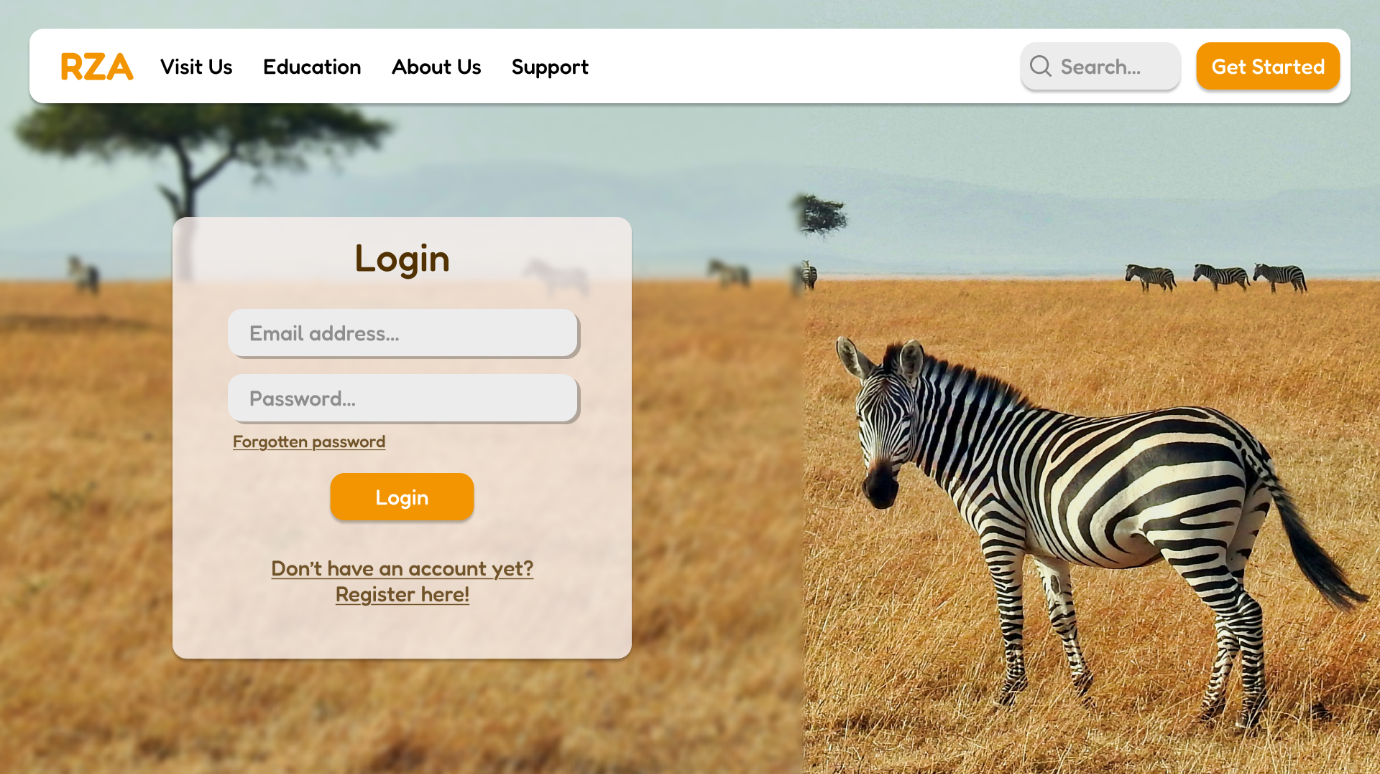 RZA Visit Us Education About Us Support Search... Get Started
Login
Email address...
Password...
Forgotten password
Login
Don't have an account yet?
Register here!